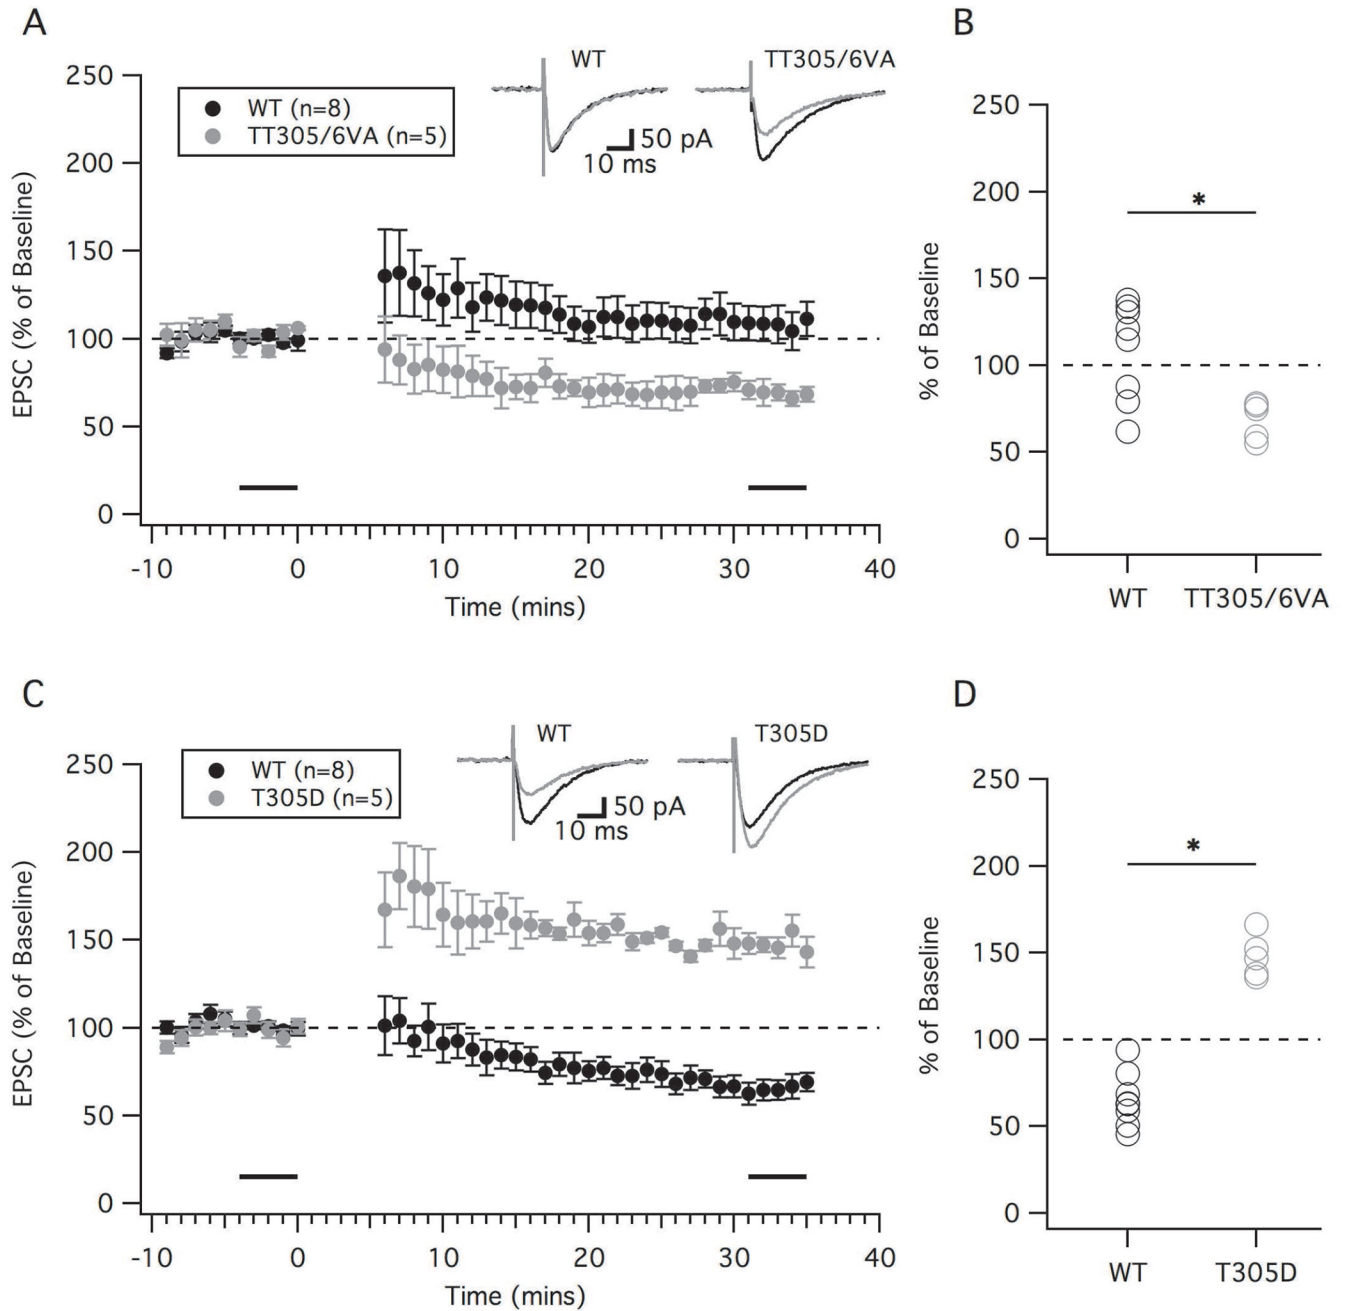 A
WT (n=8)
TT305/6VA (n=5)
WT
TT305/6VA
50 pA
10 ms
EPSC (% of Baseline)
250
200
150
100
50
0
-10
0
10
20
30
40
Time (mins)
B
% of Baseline
250
200
150
100
50
0
*
WT
TT305/6VA
C
WT (n=8)
T305D (n=5)
WT
T305D
50 pA
10 ms
EPSC (% of Baseline)
250
200
150
100
50
0
-10
0
10
20
30
40
Time (mins)
D
% of Baseline
250
200
150
100
50
0
*
WT
T305D